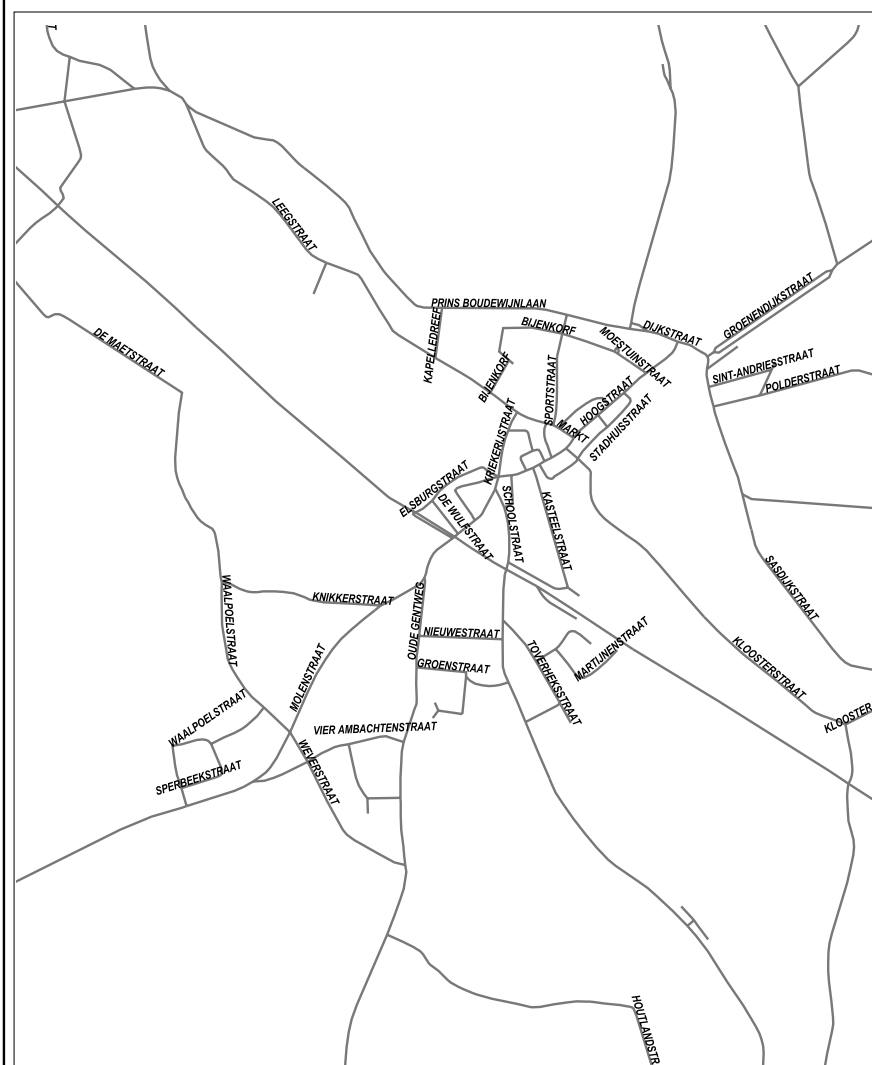 LEEGSTRAAT
GROENENDIJKSTRAAT
PRINS BOUDEWIJNLAAN
BIJENKORF
DIJKSTRAAT
DE MAETSTRAAT
KAPELLEDREEF
MOESTUINSTRAAT
BIJENKORF
SPORTSTRAAT
SINT-ANDRIESSTRAAT
POLDERSTRAAT
HOOGSTRAAT
MARKT
STADHUISSTRAAT
KRIEKERIJSTRAAT
ELSBURGSTRAAT
DE WULFSTRAAT
SCHOOLSTRAAT
KASTEELSTRAAT
WAALPOELSTRAAT
KNIKKERSTRAAT
OUDE GENTWEG
SASDIJKSTRAAT
NIEUWESTRAAT
GROENSTRAAT
TOVERHEKSSTRAAT
MARTIJNENSTRAAT
KLOOSTERSTRAAT
MOLENSTRAAT
WAALPOELSTRAAT
VIER AMBACHTENSTRAAT
KLOOSTER
SPERBEEKSTRAAT
WEVERSTRAAT
HOUTLANDSTR